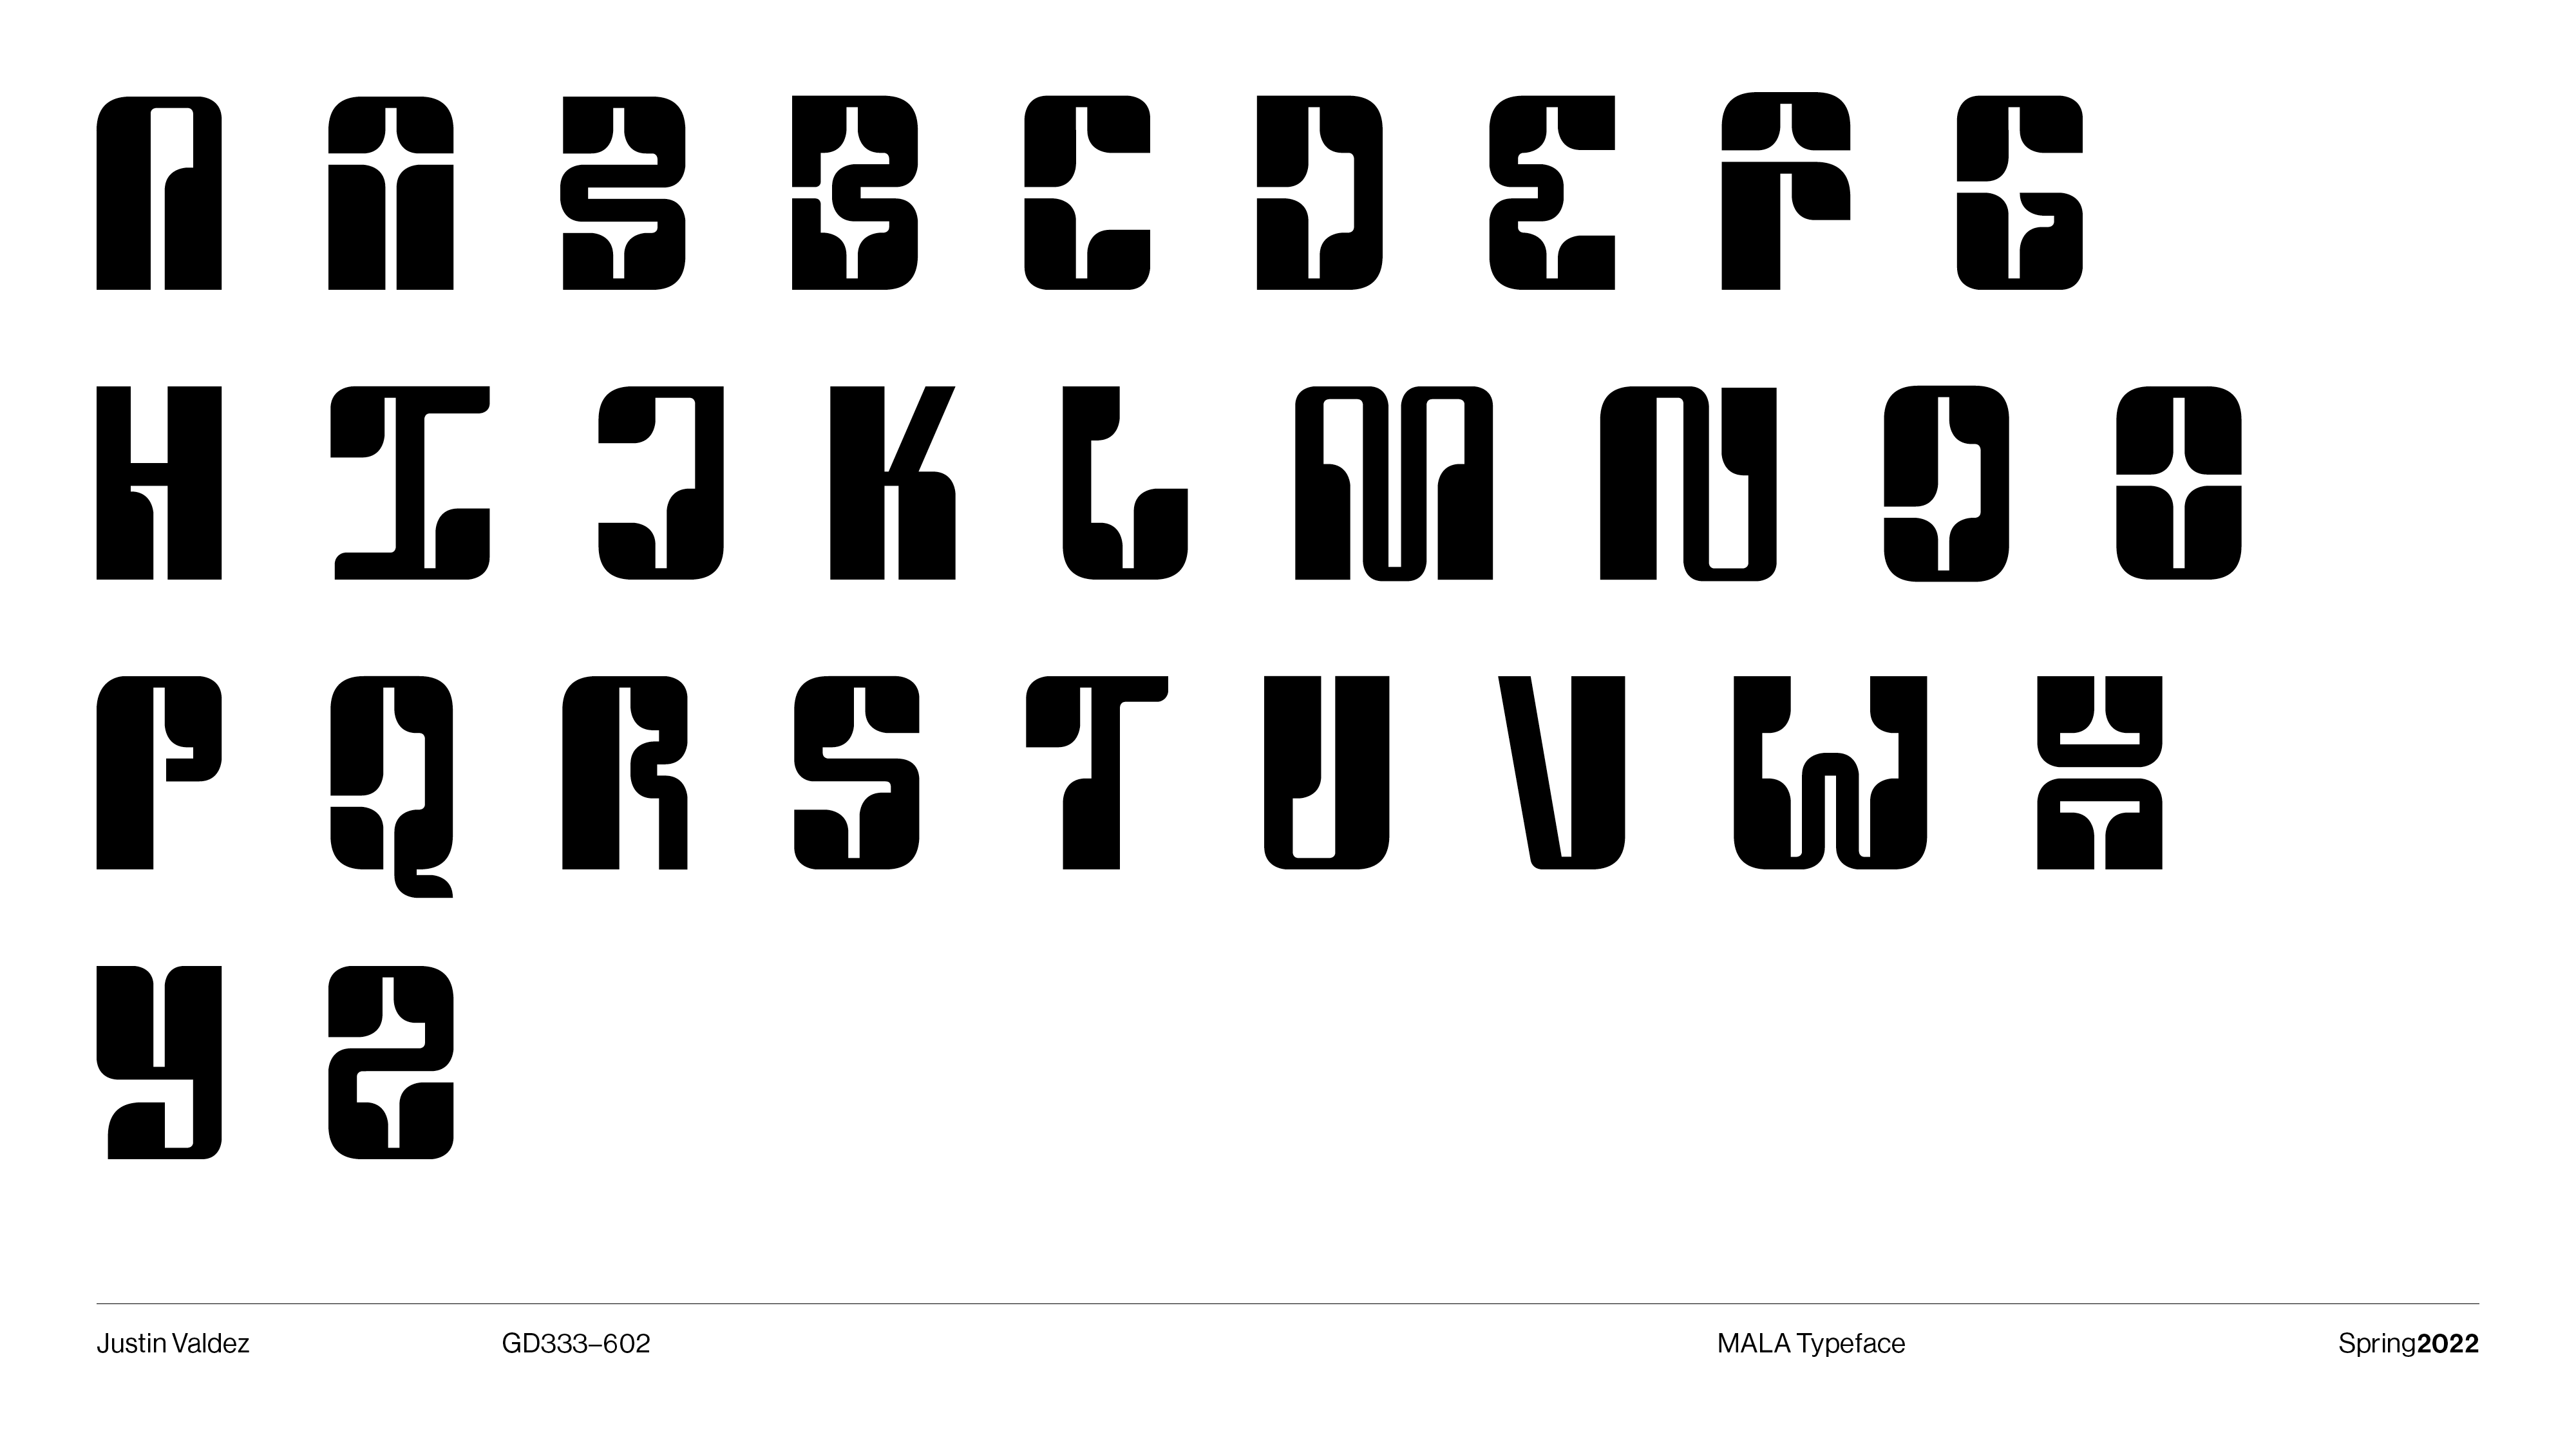 A A B B C D E F G
H I J K L M N O O
P Q R S T U V W X
Y Z
Justin Valdez GD333–602 MALA Typeface Spring2022